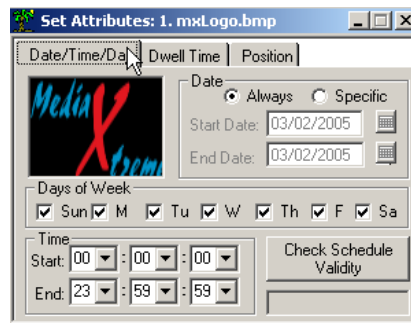 Set Attributes: 1. mxLogo.bmp
Date/Time/Da Dwell Time Position
Media
Xtreme
Date
Always Specific
Start Date: 03/02/2005
End Date: 03/02/2005
Days of Week
Sun M Tu W Th F Sa
Time
Start: 00 : 00 : 00
End: 23 : 59 : 59
Check Schedule
Validity